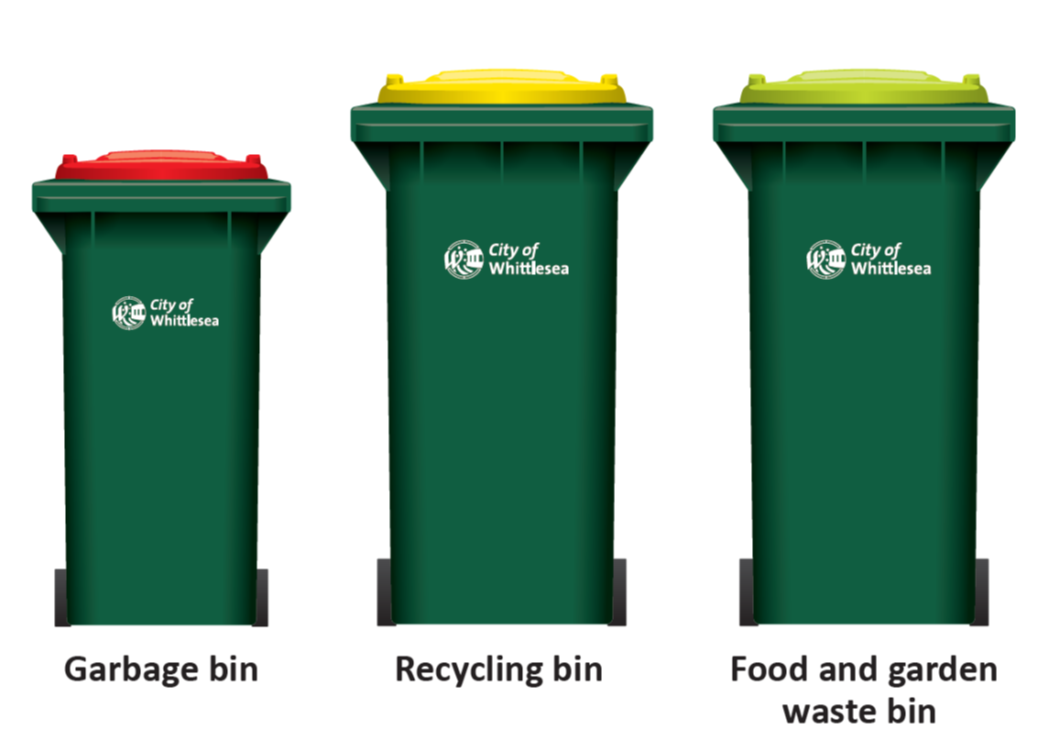 City of
Whittlesea
City of
Whittlesea
City of
Whittlesea
Garbage bin
Recycling bin
Food and garden
waste bin